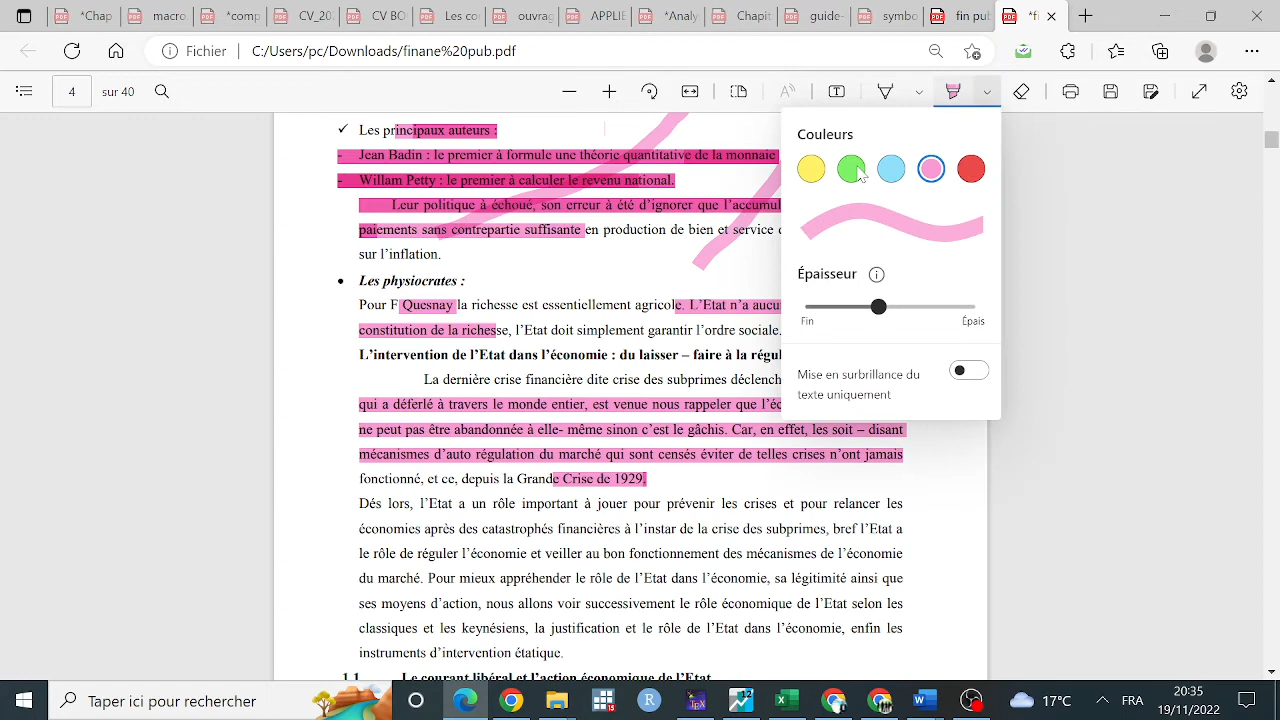 *Chap
macro
*comp
CV_20
CV BO
Les co
ouvrag
APPLIE
*Analy
Chapit
guide-
symbo
fin pub
*fi
Fichier C:/Users/pc/Downloads/finane%20pub.pdf
4 sur 40
Les principaux auteurs :
- Jean Badin : le premier à formule une théorie quantitative de la monnaie
- Willam Petty : le premier à calculer le revenu national.
Leur politique à échoué, son erreur à été d’ignorer que l’accumul
paiements sans contrepartie suffisante en production de bien et service
sur l’inflation.
• Les physiocrates :
Pour F Quesnay la richesse est essentiellement agricole. L’Etat n’a aucu
constitution de la richesse, l’Etat doit simplement garantir l’ordre sociale.
L’intervention de l’Etat dans l’économie : du laisser – faire à la régul
La dernière crise financière dite crise des subprimes déclench
qui a déferlé à travers le monde entier, est venue nous rappeler que l’éc
ne peut pas être abandonnée à elle- même sinon c’est le gâchis. Car, en effet, les soit – disant
mécanismes d’auto régulation du marché qui sont censés éviter de telles crises n’ont jamais
fonctionné, et ce, depuis la Grande Crise de 1929.
Dés lors, l’Etat a un rôle important à jouer pour prévenir les crises et pour relancer les
économies après des catastrophés financières à l’instar de la crise des subprimes, bref l’Etat a
le rôle de réguler l’économie et veiller au bon fonctionnement des mécanismes de l’économie
du marché. Pour mieux appréhender le rôle de l’Etat dans l’économie, sa légitimité ainsi que
ses moyens d’action, nous allons voir successivement le rôle économique de l’Etat selon les
classiques et les keynésiens, la justification et le rôle de l’Etat dans l’économie, enfin les
instruments d’intervention étatique.
1.1 Le courant libéral et l’action économique de l’Etat
Couleurs
Épaisseur
Fin Épais
Mise en surbrillance du
texte uniquement
Taper ici pour rechercher
15
12
17°C
FRA
20:35
19/11/2022